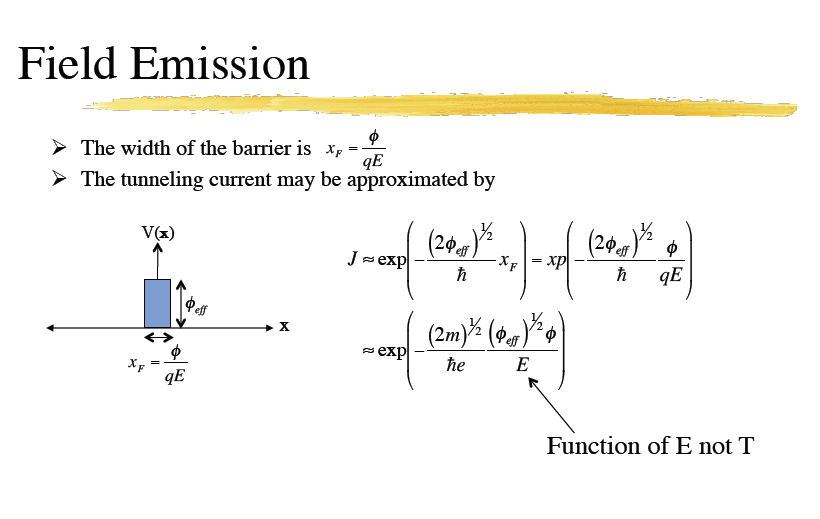 Field Emission
➢ The width of the barrier is x_F = ϕ/qE
➢ The tunneling current may be approximated by
V(x)
ϕ_eff
x
x_F = ϕ/qE
J ≈ exp(−(2ϕ_eff)^½/ħ x_F) = xp(−(2ϕ_eff)^½/ħ ϕ/qE)
≈ exp(−(2m)^½/ħe (ϕ_eff)^½ϕ/E)
Function of E not T